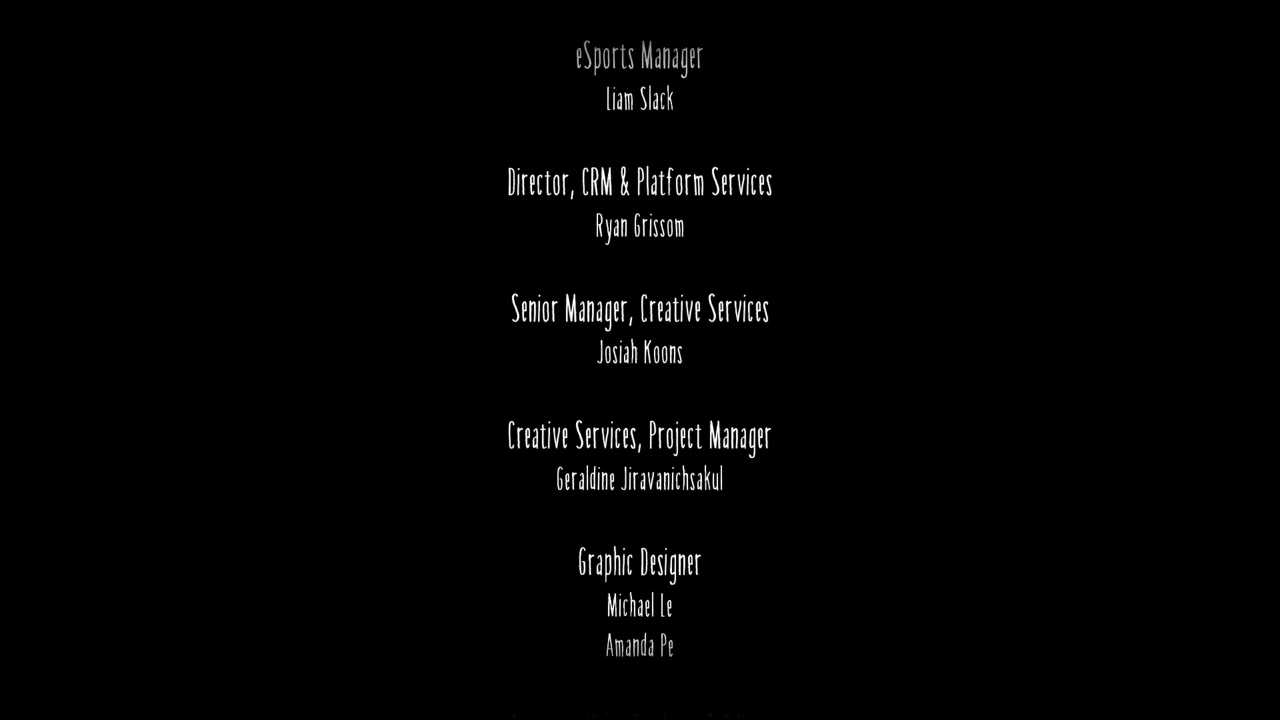 eSports Manager
Liam Slack
Director, CRM & Platform Services
Ryan Grissom
Senior Manager, Creative Services
Josiah Koons
Creative Services, Project Manager
Geraldine Jiravanichsakul
Graphic Designer
Michael Le
Amanda Pe